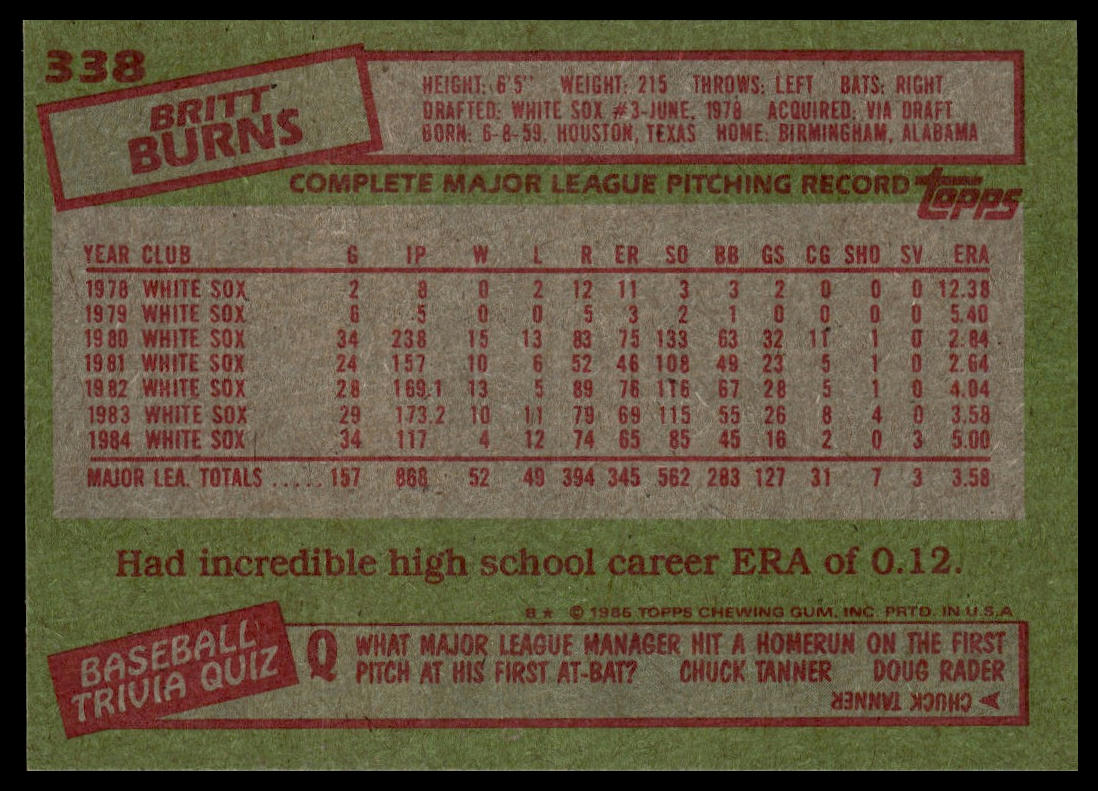 338
BRITT
BURNS
HEIGHT: 6'5" WEIGHT: 215 THROWS: LEFT BATS: RIGHT
DRAFTED: WHITE SOX #3-JUNE, 1978 ACQUIRED: VIA DRAFT
BORN: 6-8-59, HOUSTON, TEXAS HOME: BIRMINGHAM, ALABAMA
COMPLETE MAJOR LEAGUE PITCHING RECORD topps
YEAR CLUB G IP W L R ER SO BB GS CG SHO SV ERA
1978 WHITE SOX 2 8 0 2 12 11 3 3 2 0 0 0 12.38
1979 WHITE SOX 6 5 0 0 5 3 2 1 0 0 0 0 5.40
1980 WHITE SOX 34 238 15 13 83 75 133 63 32 11 1 0 2.84
1981 WHITE SOX 24 157 10 6 52 46 108 49 23 5 1 0 2.64
1982 WHITE SOX 28 169.1 13 5 89 76 116 67 28 5 1 0 4.04
1983 WHITE SOX 29 173.2 10 11 79 69 115 55 26 8 4 0 3.58
1984 WHITE SOX 34 117 4 12 74 65 85 45 16 2 0 3 5.00
MAJOR LEA. TOTALS ..... 157 868 52 49 394 345 562 283 127 31 7 3 3.58
Had incredible high school career ERA of 0.12.
B★ © 1985 TOPPS CHEWING GUM, INC. PRTD. IN U.S.A
BASEBALL
TRIVIA QUIZ
Q WHAT MAJOR LEAGUE MANAGER HIT A HOMERUN ON THE FIRST
PITCH AT HIS FIRST AT-BAT? CHUCK TANNER DOUG RADER
CHUCK TANNER